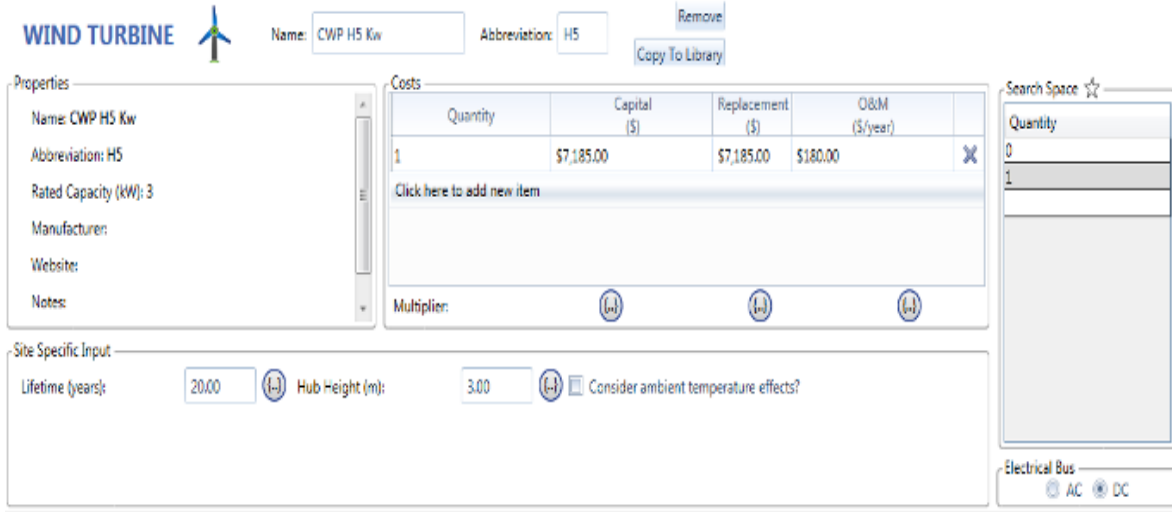 WIND TURBINE
Name: CWP H5 Kw
Abbreviation: H5
Remove
Copy To Library
Properties
Name: CWP H5 Kw
Abbreviation: H5
Rated Capacity (kW): 3
Manufacturer:
Website:
Notes:
Costs
Quantity Capital ($) Replacement ($) O&M ($/year)
1 $7,185.00 $7,185.00 $180.00
Click here to add new item
Multiplier: (..) (..) (..)
Search Space
Quantity
0
1
Site Specific Input
Lifetime (years): 20.00 (..) Hub Height (m): 3.00 (..) Consider ambient temperature effects?
Electrical Bus
AC DC